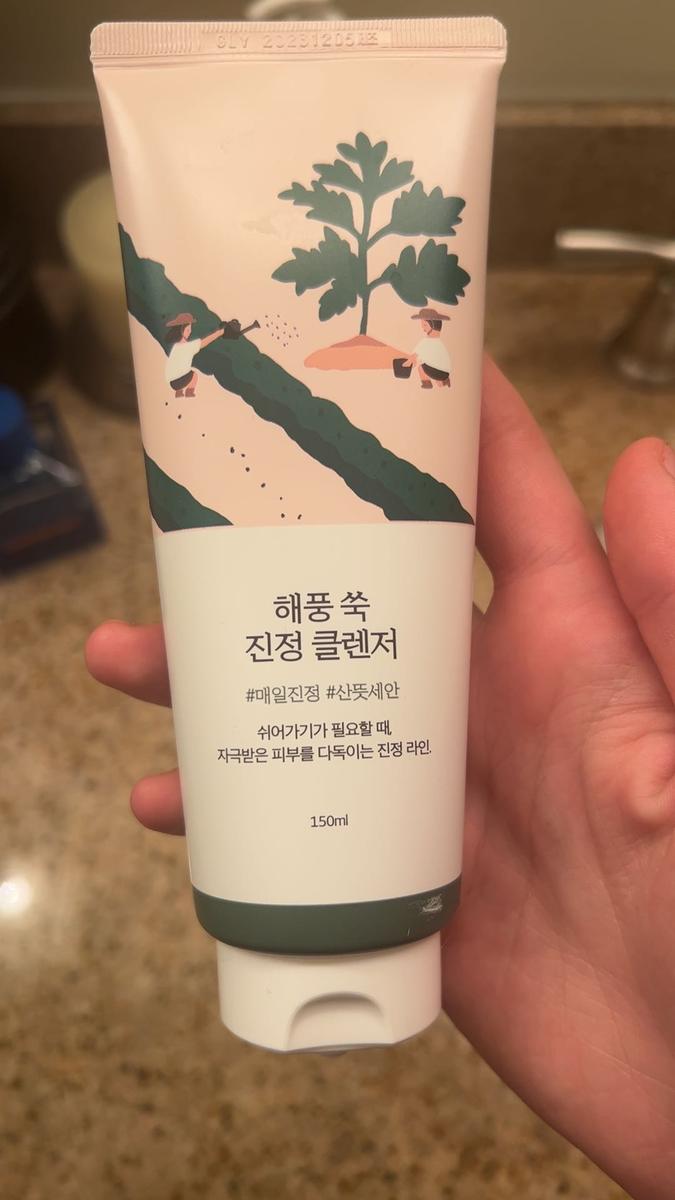 해풍 쑥
진정 클렌저
#매일진정 #산뜻세안
쉬어가기가 필요할 때,
자극받은 피부를 다독이는 진정 라인.
150ml